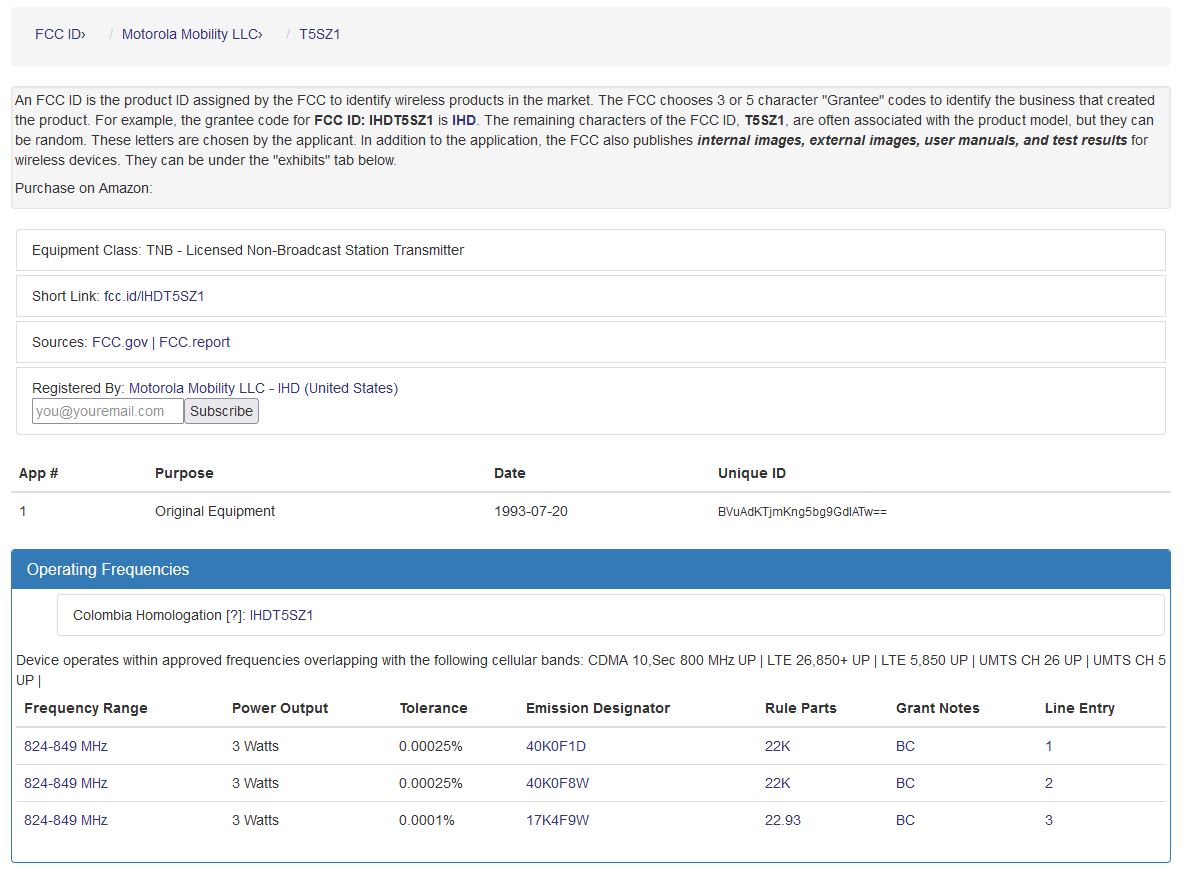 FCC ID› / Motorola Mobility LLC› / T5SZ1
An FCC ID is the product ID assigned by the FCC to identify wireless products in the market. The FCC chooses 3 or 5 character "Grantee" codes to identify the business that created
the product. For example, the grantee code for FCC ID: IHDT5SZ1 is IHD. The remaining characters of the FCC ID, T5SZ1, are often associated with the product model, but they can
be random. These letters are chosen by the applicant. In addition to the application, the FCC also publishes internal images, external images, user manuals, and test results for
wireless devices. They can be under the "exhibits" tab below.
Purchase on Amazon:
Equipment Class: TNB - Licensed Non-Broadcast Station Transmitter
Short Link: fcc.id/IHDT5SZ1
Sources: FCC.gov | FCC.report
Registered By: Motorola Mobility LLC - IHD (United States)
you@youremail.com Subscribe
App # Purpose Date Unique ID
1 Original Equipment 1993-07-20 BVuAdKTjmKng5bg9GdIATw==
Operating Frequencies
Colombia Homologation [?]: IHDT5SZ1
Device operates within approved frequencies overlapping with the following cellular bands: CDMA 10,Sec 800 MHz UP | LTE 26,850+ UP | LTE 5,850 UP | UMTS CH 26 UP | UMTS CH 5
UP |
Frequency Range Power Output Tolerance Emission Designator Rule Parts Grant Notes Line Entry
824-849 MHz 3 Watts 0.00025% 40K0F1D 22K BC 1
824-849 MHz 3 Watts 0.00025% 40K0F8W 22K BC 2
824-849 MHz 3 Watts 0.0001% 17K4F9W 22.93 BC 3